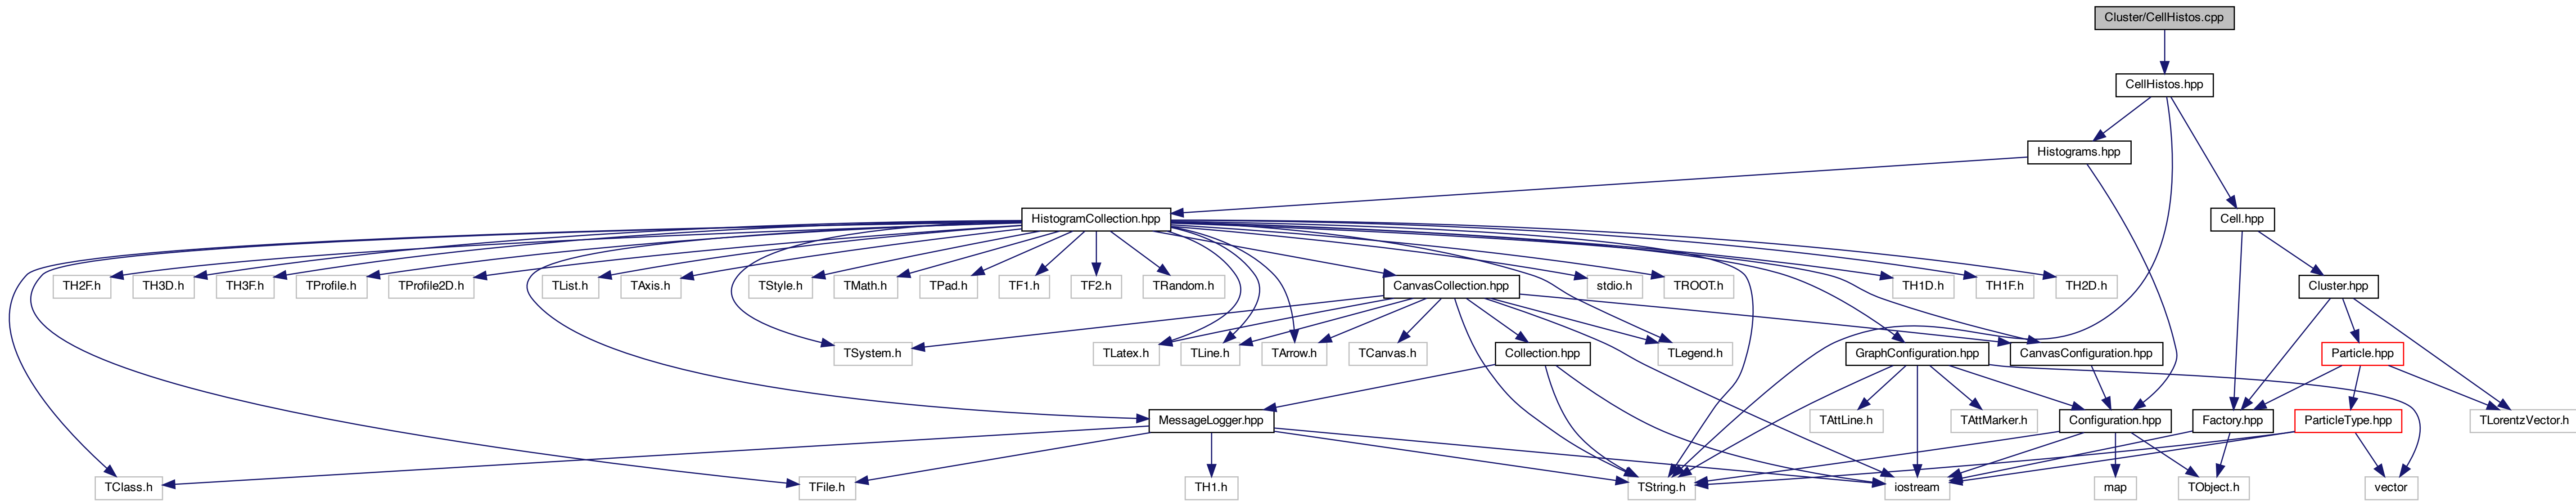 Cluster/CellHistos.cpp
CellHistos.hpp
Histograms.hpp
HistogramCollection.hpp
Cell.hpp
TH2F.h
TH3D.h
TH3F.h
TProfile.h
TProfile2D.h
TList.h
TAxis.h
TStyle.h
TMath.h
TPad.h
TF1.h
TF2.h
TRandom.h
CanvasCollection.hpp
stdio.h
TROOT.h
TH1D.h
TH1F.h
TH2D.h
Cluster.hpp
TSystem.h
TLatex.h
TLine.h
TArrow.h
TCanvas.h
Collection.hpp
TLegend.h
GraphConfiguration.hpp
CanvasConfiguration.hpp
Particle.hpp
MessageLogger.hpp
TAttLine.h
TAttMarker.h
Configuration.hpp
Factory.hpp
ParticleType.hpp
TLorentzVector.h
TClass.h
TFile.h
TH1.h
TString.h
iostream
map
TObject.h
vector